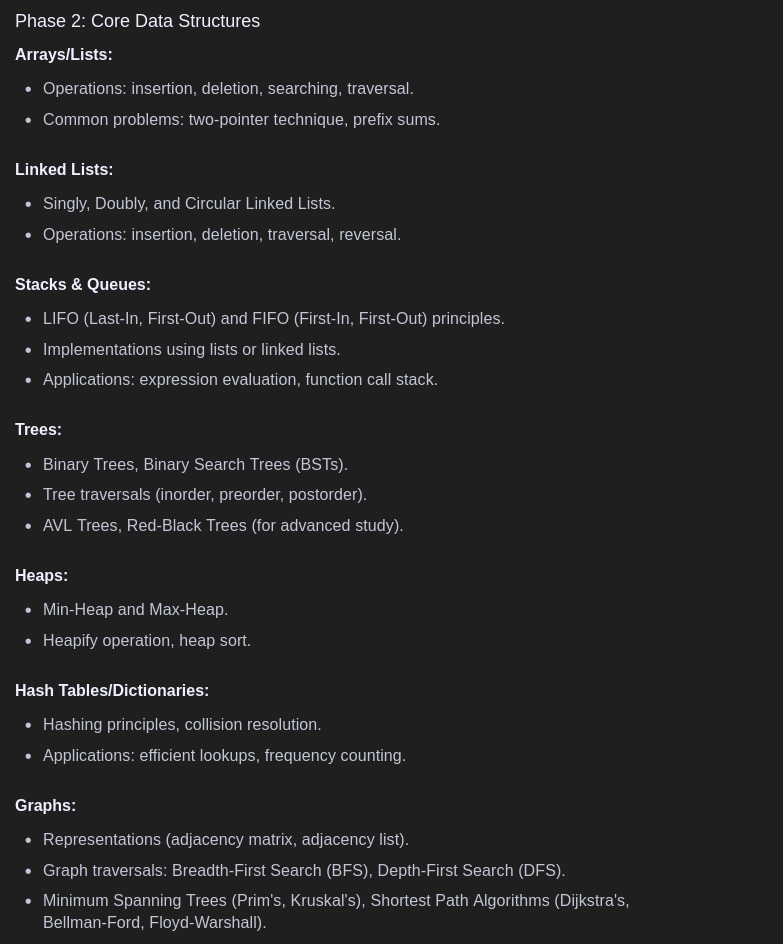 Phase 2: Core Data Structures
Arrays/Lists:
• Operations: insertion, deletion, searching, traversal.
• Common problems: two-pointer technique, prefix sums.
Linked Lists:
• Singly, Doubly, and Circular Linked Lists.
• Operations: insertion, deletion, traversal, reversal.
Stacks & Queues:
• LIFO (Last-In, First-Out) and FIFO (First-In, First-Out) principles.
• Implementations using lists or linked lists.
• Applications: expression evaluation, function call stack.
Trees:
• Binary Trees, Binary Search Trees (BSTs).
• Tree traversals (inorder, preorder, postorder).
• AVL Trees, Red-Black Trees (for advanced study).
Heaps:
• Min-Heap and Max-Heap.
• Heapify operation, heap sort.
Hash Tables/Dictionaries:
• Hashing principles, collision resolution.
• Applications: efficient lookups, frequency counting.
Graphs:
• Representations (adjacency matrix, adjacency list).
• Graph traversals: Breadth-First Search (BFS), Depth-First Search (DFS).
• Minimum Spanning Trees (Prim's, Kruskal's), Shortest Path Algorithms (Dijkstra's,
Bellman-Ford, Floyd-Warshall).